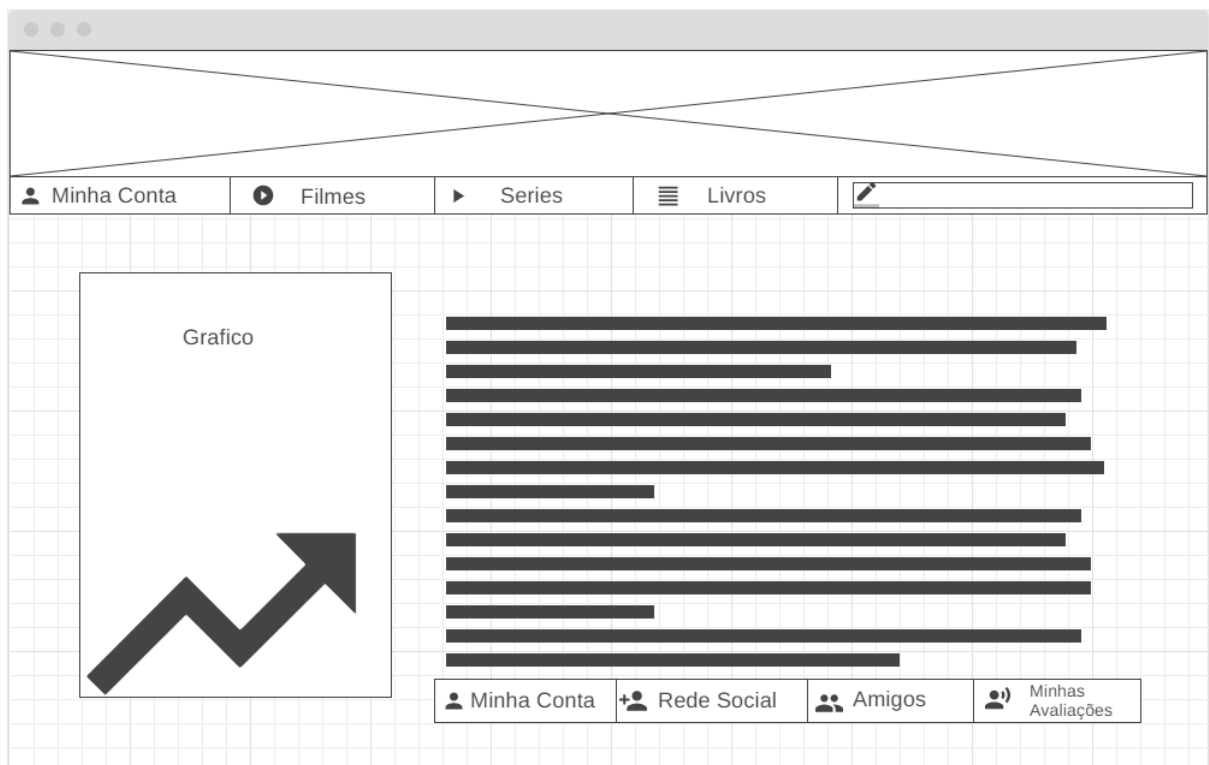 Minha Conta
Filmes
Series
Livros
Grafico
Minha Conta
Rede Social
Amigos
Minhas
Avaliações